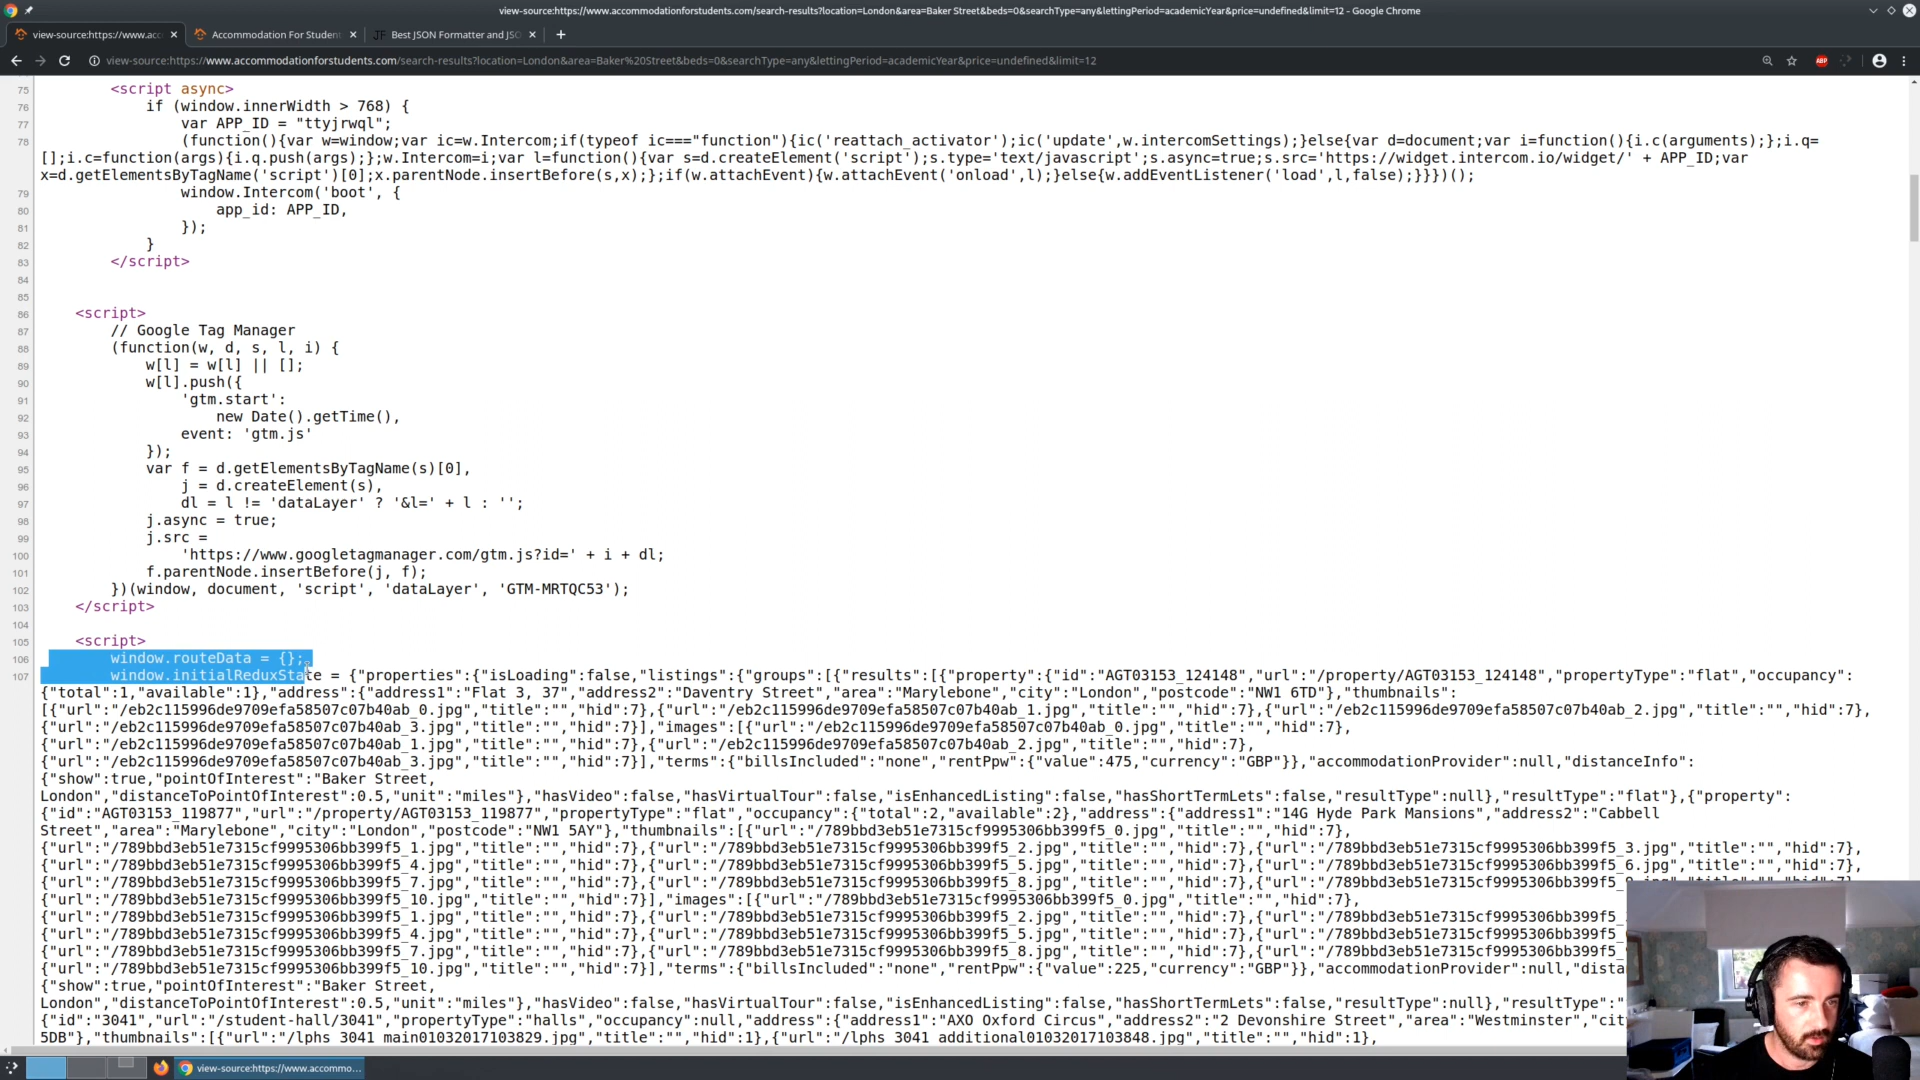 view-source:https://www.accommodationforstudents.com/search-results?location=London&area=Baker Street&beds=0&searchType=any&lettingPeriod=academicYear&price=undefined&limit=12 - Google Chrome
view-source:https://www.acc
Accommodation For Student
Best JSON Formatter and JSO
view-source:https://www.accommodationforstudents.com/search-results?location=London&area=Baker%20Street&beds=0&searchType=any&lettingPeriod=academicYear&price=undefined&limit=12
75 <script async>
76 if (window.innerWidth > 768) {
77 var APP_ID = "ttyjrwql";
78 (function(){var w=window;var ic=w.Intercom;if(typeof ic==="function"){ic('reattach_activator');ic('update',w.intercomSettings);}else{var d=document;var i=function(){i.c(arguments);};i.q=
[];i.c=function(args){i.q.push(args);};w.Intercom=i;var l=function(){var s=d.createElement('script');s.type='text/javascript';s.async=true;s.src='https://widget.intercom.io/widget/' + APP_ID;var
x=d.getElementsByTagName('script')[0];x.parentNode.insertBefore(s,x);};if(w.attachEvent){w.attachEvent('onload',l);}else{w.addEventListener('load',l,false);}}})();
79 window.Intercom('boot', {
80 app_id: APP_ID,
81 });
82 }
83 </script>
84
85
86 <script>
87 // Google Tag Manager
88 (function(w, d, s, l, i) {
89 w[l] = w[l] || [];
90 w[l].push({
91 'gtm.start':
92 new Date().getTime(),
93 event: 'gtm.js'
94 });
95 var f = d.getElementsByTagName(s)[0],
96 j = d.createElement(s),
97 dl = l != 'dataLayer' ? '&l=' + l : '';
98 j.async = true;
99 j.src =
100 'https://www.googletagmanager.com/gtm.js?id=' + i + dl;
101 f.parentNode.insertBefore(j, f);
102 })(window, document, 'script', 'dataLayer', 'GTM-MRTQC53');
103 </script>
104
105 <script>
106 window.routeData = {};
107 window.initialReduxState = {"properties":{"isLoading":false,"listings":{"groups":[{"results":[{"property":{"id":"AGT03153_124148","url":"/property/AGT03153_124148","propertyType":"flat","occupancy":
{"total":1,"available":1},"address":{"address1":"Flat 3, 37","address2":"Daventry Street","area":"Marylebone","city":"London","postcode":"NW1 6TD"},"thumbnails":
[{"url":"/eb2c115996de9709efa58507c07b40ab_0.jpg","title":"","hid":7},{"url":"/eb2c115996de9709efa58507c07b40ab_1.jpg","title":"","hid":7},{"url":"/eb2c115996de9709efa58507c07b40ab_2.jpg","title":"","hid":7},
{"url":"/eb2c115996de9709efa58507c07b40ab_3.jpg","title":"","hid":7}],"images":[{"url":"/eb2c115996de9709efa58507c07b40ab_0.jpg","title":"","hid":7},
{"url":"/eb2c115996de9709efa58507c07b40ab_1.jpg","title":"","hid":7},{"url":"/eb2c115996de9709efa58507c07b40ab_2.jpg","title":"","hid":7},
{"url":"/eb2c115996de9709efa58507c07b40ab_3.jpg","title":"","hid":7}],"terms":{"billsIncluded":"none","rentPpw":{"value":475,"currency":"GBP"}},"accommodationProvider":null,"distanceInfo":
{"show":true,"pointOfInterest":"Baker Street,
London","distanceToPointOfInterest":0.5,"unit":"miles"},"hasVideo":false,"hasVirtualTour":false,"isEnhancedListing":false,"hasShortTermLets":false,"resultType":null},"resultType":"flat"},{"property":
{"id":"AGT03153_119877","url":"/property/AGT03153_119877","propertyType":"flat","occupancy":{"total":2,"available":2},"address":{"address1":"14G Hyde Park Mansions","address2":"Cabbell
Street","area":"Marylebone","city":"London","postcode":"NW1 5AY"},"thumbnails":[{"url":"/789bbd3eb51e7315cf9995306bb399f5_0.jpg","title":"","hid":7},
{"url":"/789bbd3eb51e7315cf9995306bb399f5_1.jpg","title":"","hid":7},{"url":"/789bbd3eb51e7315cf9995306bb399f5_2.jpg","title":"","hid":7},{"url":"/789bbd3eb51e7315cf9995306bb399f5_3.jpg","title":"","hid":7},
{"url":"/789bbd3eb51e7315cf9995306bb399f5_4.jpg","title":"","hid":7},{"url":"/789bbd3eb51e7315cf9995306bb399f5_5.jpg","title":"","hid":7},{"url":"/789bbd3eb51e7315cf9995306bb399f5_6.jpg","title":"","hid":7},
{"url":"/789bbd3eb51e7315cf9995306bb399f5_7.jpg","title":"","hid":7},{"url":"/789bbd3eb51e7315cf9995306bb399f5_8.jpg","title":"","hid":7},{"url":"/789bbd3eb51e7315cf9995306bb399f5_
{"url":"/789bbd3eb51e7315cf9995306bb399f5_10.jpg","title":"","hid":7}],"images":[{"url":"/789bbd3eb51e7315cf9995306bb399f5_0.jpg","title":"","hid":7},
{"url":"/789bbd3eb51e7315cf9995306bb399f5_1.jpg","title":"","hid":7},{"url":"/789bbd3eb51e7315cf9995306bb399f5_2.jpg","title":"","hid":7},{"url":"/789bbd3eb51e7315cf9995306bb399f5_
{"url":"/789bbd3eb51e7315cf9995306bb399f5_4.jpg","title":"","hid":7},{"url":"/789bbd3eb51e7315cf9995306bb399f5_5.jpg","title":"","hid":7},{"url":"/789bbd3eb51e7315cf9995306bb399f5_
{"url":"/789bbd3eb51e7315cf9995306bb399f5_7.jpg","title":"","hid":7},{"url":"/789bbd3eb51e7315cf9995306bb399f5_8.jpg","title":"","hid":7},{"url":"/789bbd3eb51e7315cf9995306bb399f5_
{"url":"/789bbd3eb51e7315cf9995306bb399f5_10.jpg","title":"","hid":7}],"terms":{"billsIncluded":"none","rentPpw":{"value":225,"currency":"GBP"}},"accommodationProvider":null,"dista
{"show":true,"pointOfInterest":"Baker Street,
London","distanceToPointOfInterest":0.5,"unit":"miles"},"hasVideo":false,"hasVirtualTour":false,"isEnhancedListing":false,"hasShortTermLets":false,"resultType":null},"resultType":"
{"id":"3041","url":"/student-hall/3041","propertyType":"halls","occupancy":null,"address":{"address1":"AXO Oxford Circus","address2":"2 Devonshire Street","area":"Westminster","cit
5DB"},"thumbnails":[{"url":"/lphs_3041_main01032017103829.jpg","title":"","hid":1},{"url":"/lphs_3041_additional01032017103848.jpg","title":"","hid":1},
view-source:https://www.accommo...